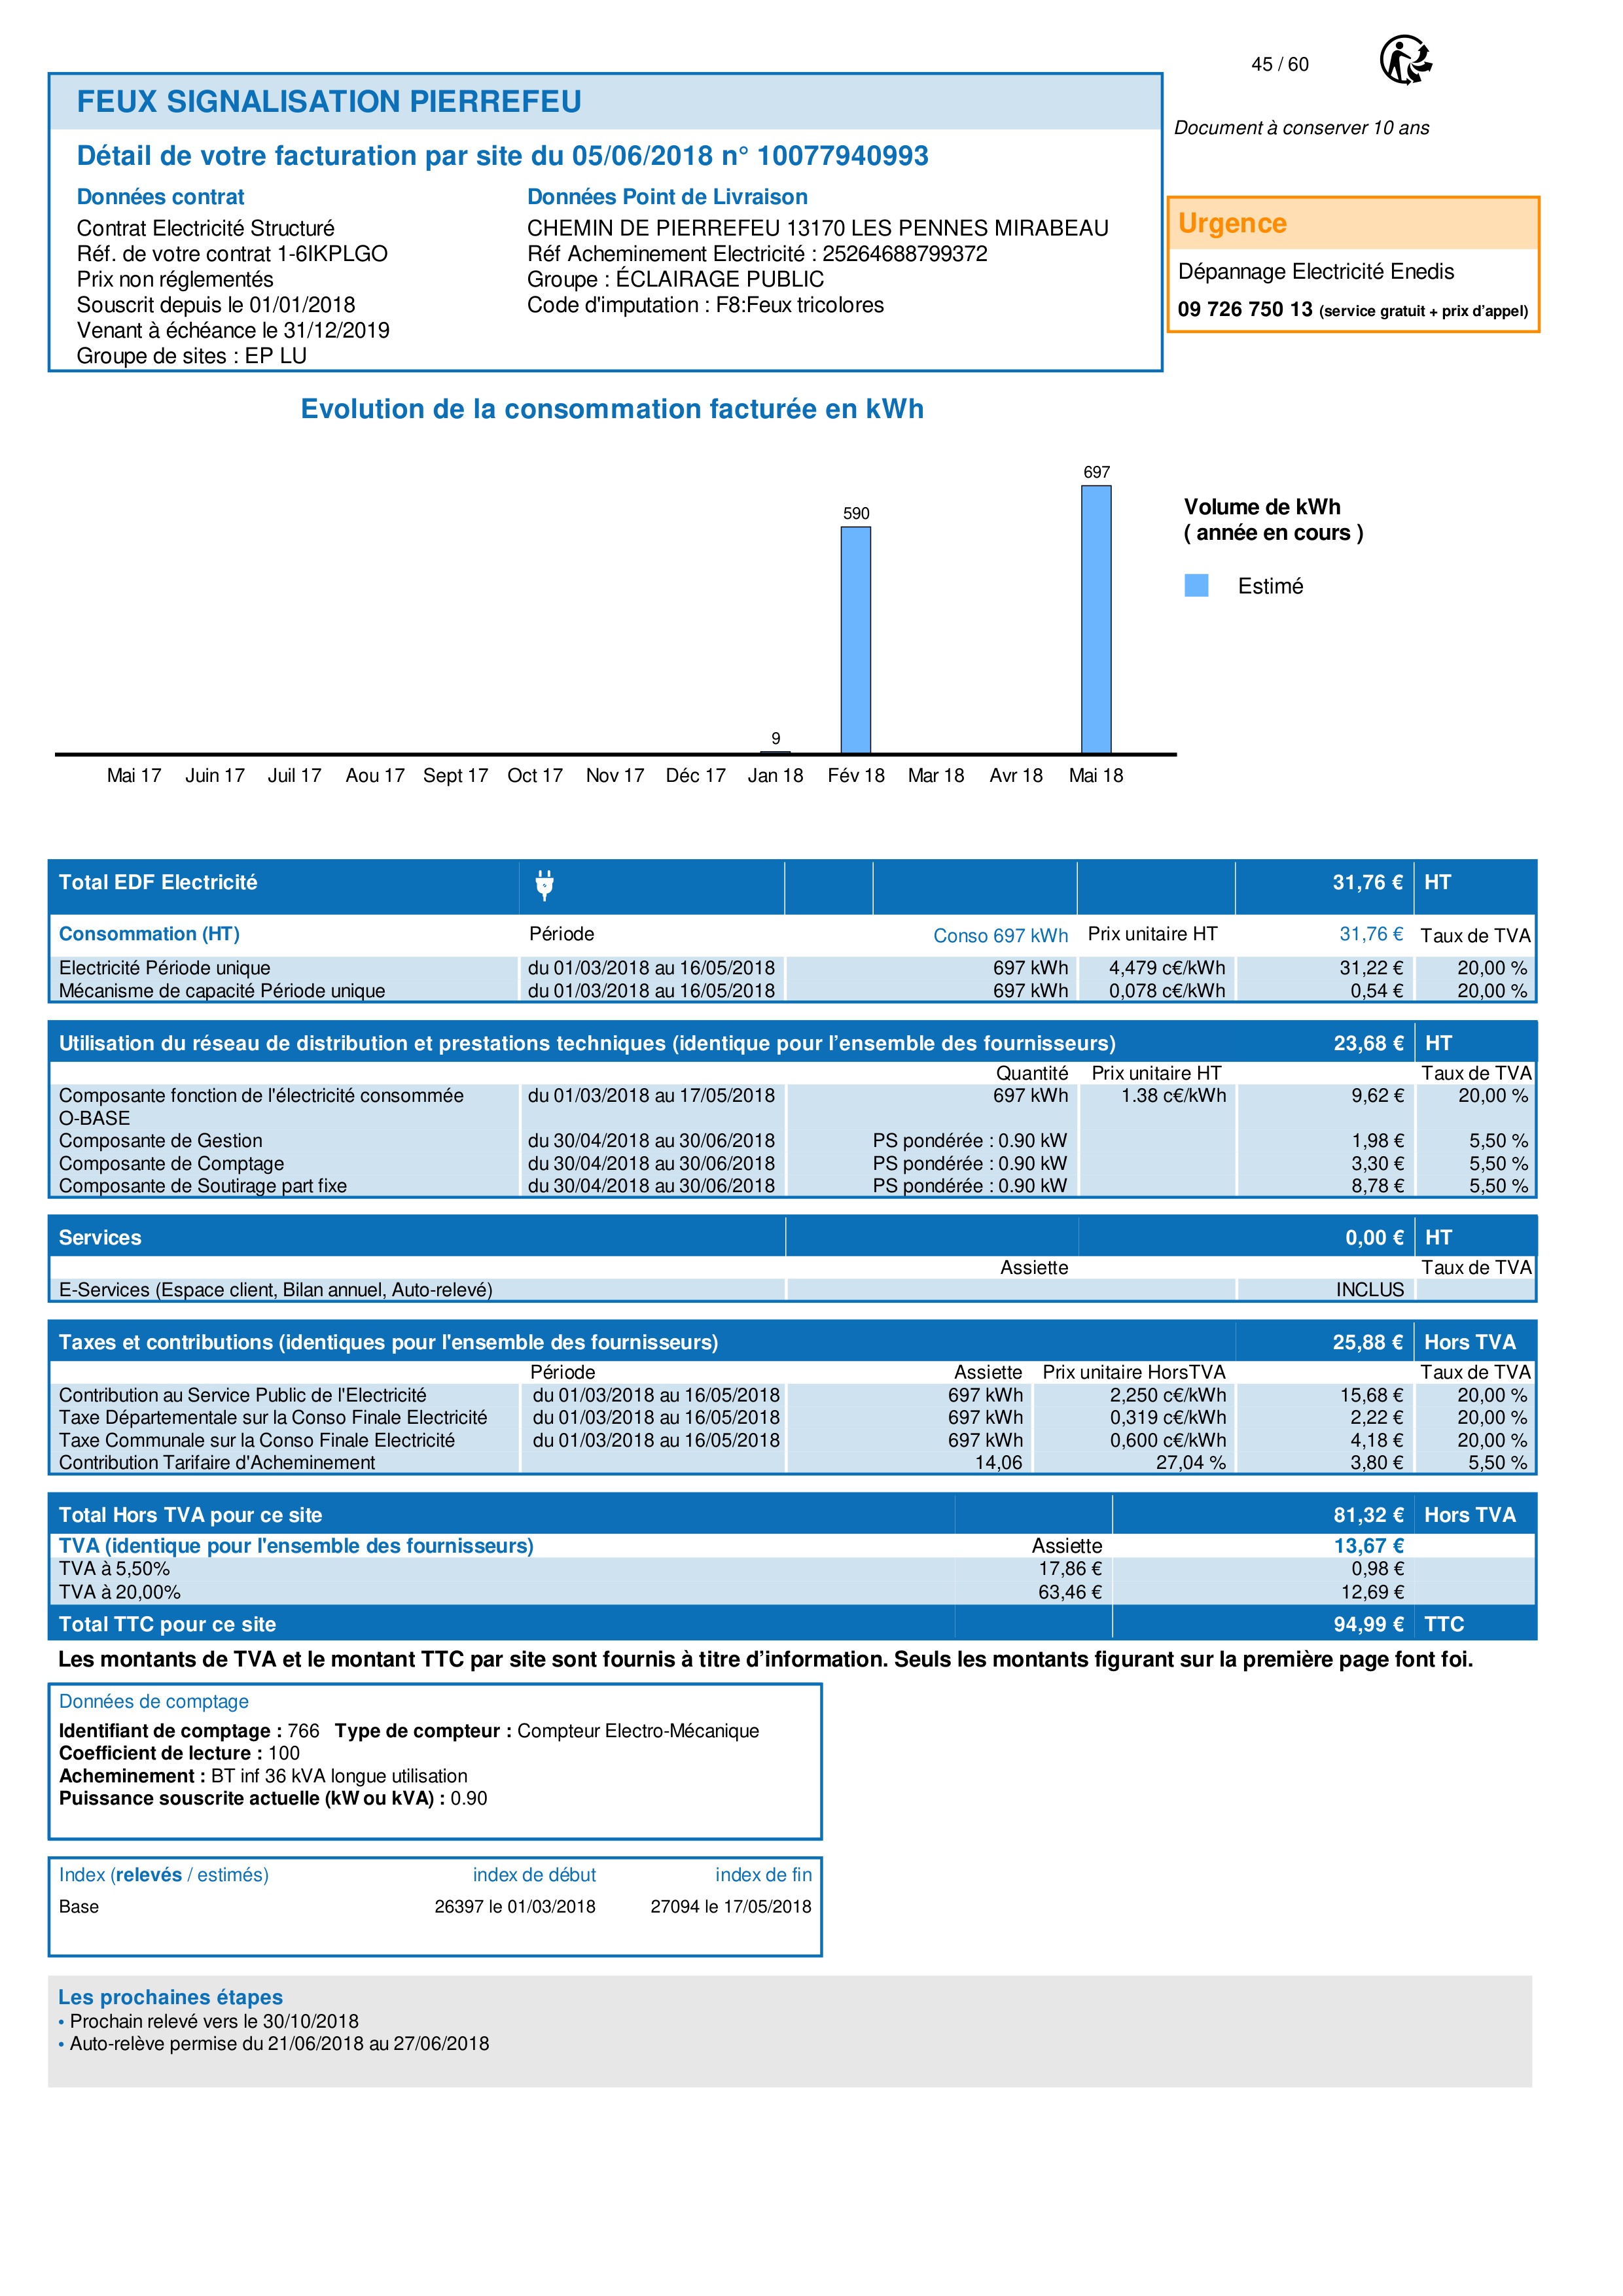 45 / 60
FEUX SIGNALISATION PIERREFEU
Document à conserver 10 ans
Détail de votre facturation par site du 05/06/2018 n° 10077940993
Données contrat
Contrat Electricité Structuré
Réf. de votre contrat 1-6IKPLGO
Prix non réglementés
Souscrit depuis le 01/01/2018
Venant à échéance le 31/12/2019
Groupe de sites : EP LU
Données Point de Livraison
CHEMIN DE PIERREFEU 13170 LES PENNES MIRABEAU
Réf Acheminement Electricité : 25264688799372
Groupe : ÉCLAIRAGE PUBLIC
Code d'imputation : F8:Feux tricolores
Urgence
Dépannage Electricité Enedis
09 726 750 13 (service gratuit + prix d’appel)
Evolution de la consommation facturée en kWh
697
590
9
Mai 17 Juin 17 Juil 17 Aou 17 Sept 17 Oct 17 Nov 17 Déc 17 Jan 18 Fév 18 Mar 18 Avr 18 Mai 18
Volume de kWh
( année en cours )
Estimé
Total EDF Electricité 31,76 € HT
Consommation (HT) Période Conso 697 kWh Prix unitaire HT 31,76 € Taux de TVA
Electricité Période unique du 01/03/2018 au 16/05/2018 697 kWh 4,479 c€/kWh 31,22 € 20,00 %
Mécanisme de capacité Période unique du 01/03/2018 au 16/05/2018 697 kWh 0,078 c€/kWh 0,54 € 20,00 %
Utilisation du réseau de distribution et prestations techniques (identique pour l’ensemble des fournisseurs) 23,68 € HT
Quantité Prix unitaire HT Taux de TVA
Composante fonction de l'électricité consommée du 01/03/2018 au 17/05/2018 697 kWh 1.38 c€/kWh 9,62 € 20,00 %
O-BASE
Composante de Gestion du 30/04/2018 au 30/06/2018 PS pondérée : 0.90 kW 1,98 € 5,50 %
Composante de Comptage du 30/04/2018 au 30/06/2018 PS pondérée : 0.90 kW 3,30 € 5,50 %
Composante de Soutirage part fixe du 30/04/2018 au 30/06/2018 PS pondérée : 0.90 kW 8,78 € 5,50 %
Services 0,00 € HT
Assiette Taux de TVA
E-Services (Espace client, Bilan annuel, Auto-relevé) INCLUS
Taxes et contributions (identiques pour l'ensemble des fournisseurs) 25,88 € Hors TVA
Période Assiette Prix unitaire HorsTVA Taux de TVA
Contribution au Service Public de l'Electricité du 01/03/2018 au 16/05/2018 697 kWh 2,250 c€/kWh 15,68 € 20,00 %
Taxe Départementale sur la Conso Finale Electricité du 01/03/2018 au 16/05/2018 697 kWh 0,319 c€/kWh 2,22 € 20,00 %
Taxe Communale sur la Conso Finale Electricité du 01/03/2018 au 16/05/2018 697 kWh 0,600 c€/kWh 4,18 € 20,00 %
Contribution Tarifaire d'Acheminement 14,06 27,04 % 3,80 € 5,50 %
Total Hors TVA pour ce site 81,32 € Hors TVA
TVA (identique pour l'ensemble des fournisseurs) Assiette 13,67 €
TVA à 5,50% 17,86 € 0,98 €
TVA à 20,00% 63,46 € 12,69 €
Total TTC pour ce site 94,99 € TTC
Les montants de TVA et le montant TTC par site sont fournis à titre d’information. Seuls les montants figurant sur la première page font foi.
Données de comptage
Identifiant de comptage : 766 Type de compteur : Compteur Electro-Mécanique
Coefficient de lecture : 100
Acheminement : BT inf 36 kVA longue utilisation
Puissance souscrite actuelle (kW ou kVA) : 0.90
Index (relevés / estimés) index de début index de fin
Base 26397 le 01/03/2018 27094 le 17/05/2018
Les prochaines étapes
• Prochain relevé vers le 30/10/2018
• Auto-relève permise du 21/06/2018 au 27/06/2018